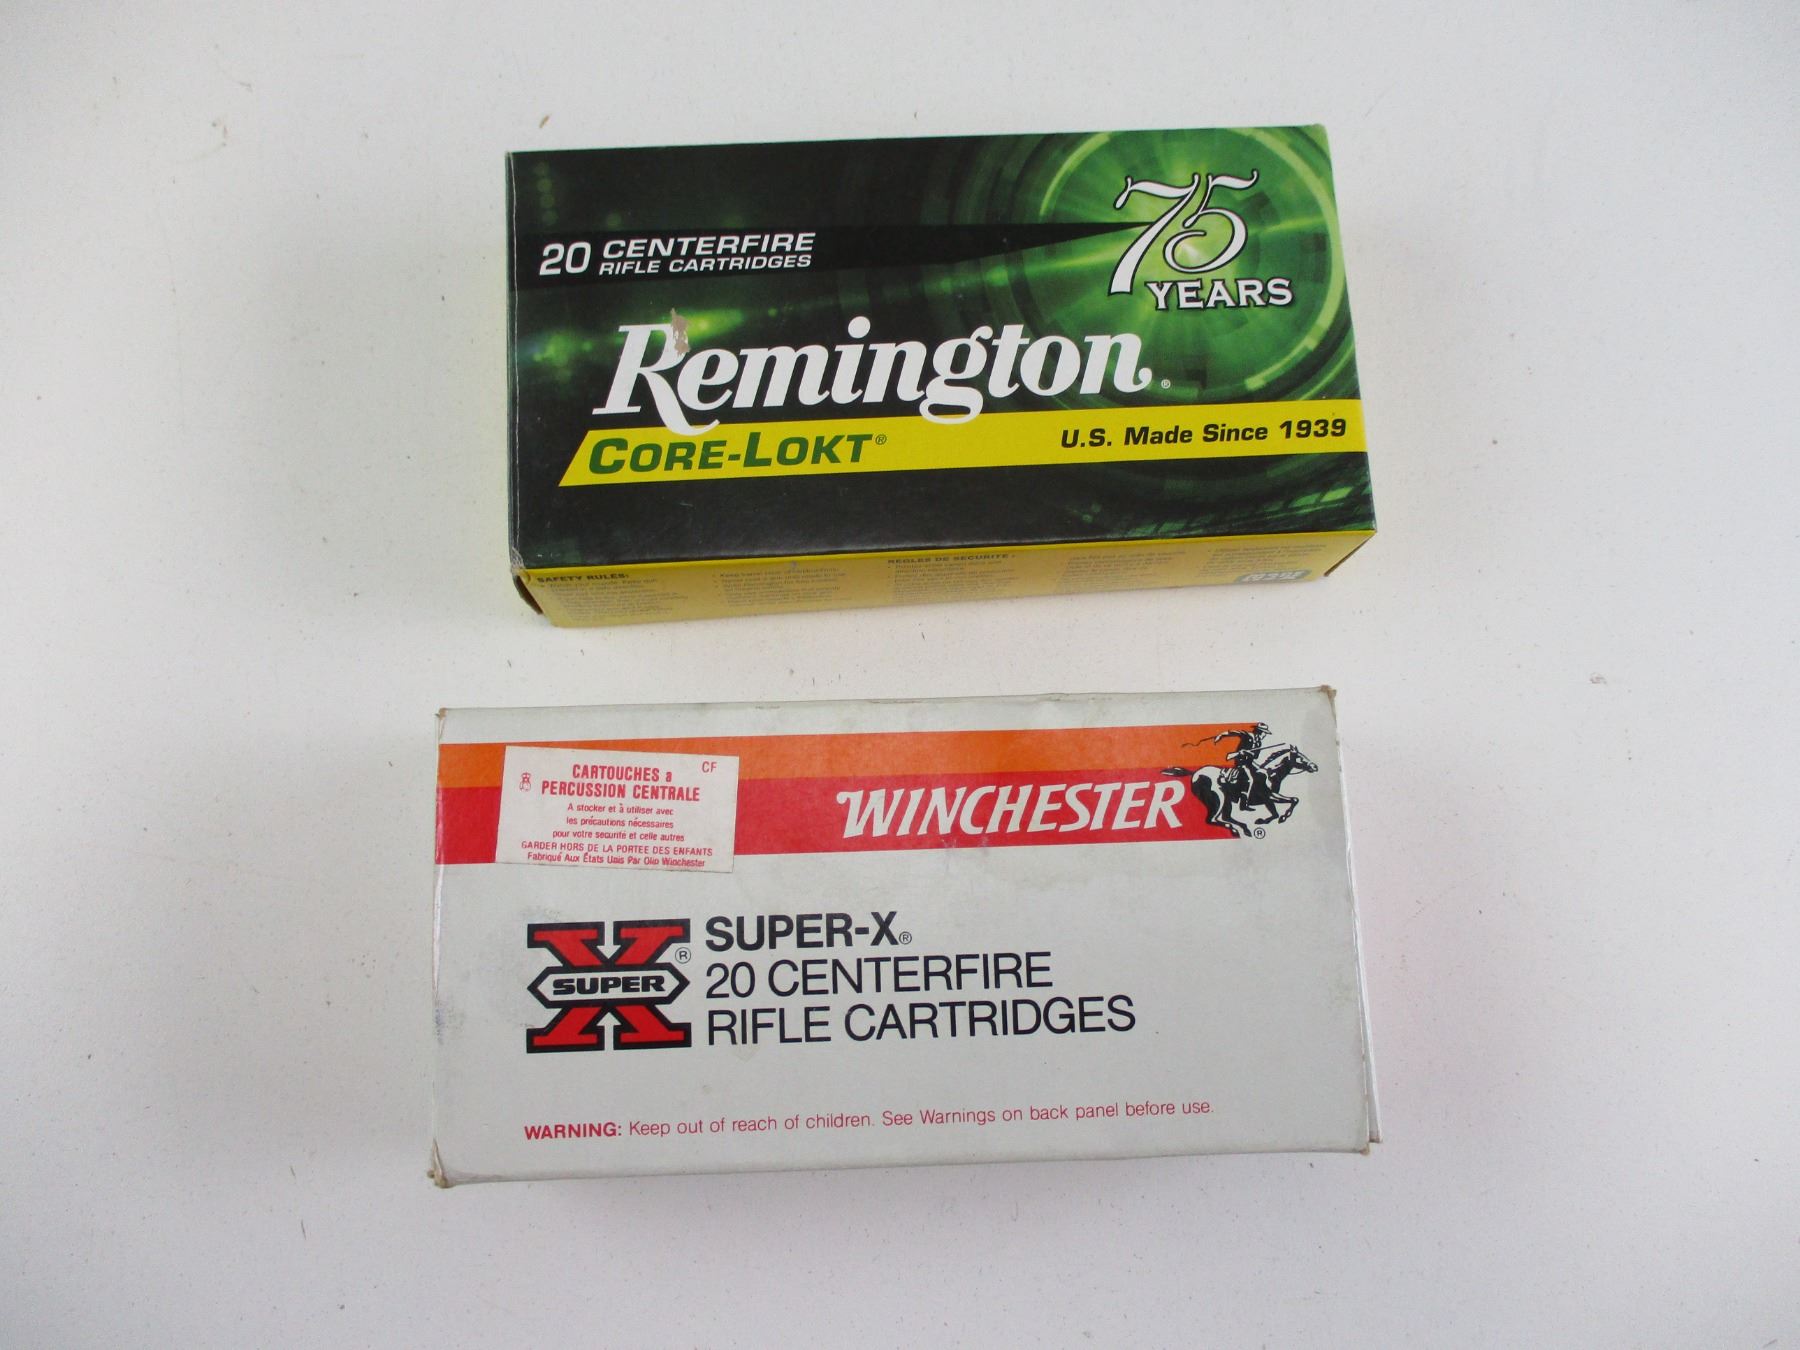 75
YEARS
20 CENTERFIRE
RIFLE CARTRIDGES
Remington®
CORE-LOKT®
U.S. Made Since 1939
SAFETY RULES:
RÈGLES DE SÉCURITÉ :
CARTOUCHES a
CF
PERCUSSION CENTRALE
A stocker et à utiliser avec
les précautions nécessaires
pour votre securité et celle autres
GARDER HORS DE LA PORTEE DES ENFANTS
Fabriqué Aux États Unis Par Olin Winchester
WINCHESTER
®
SUPER X
®
SUPER-X®
20 CENTERFIRE
RIFLE CARTRIDGES
WARNING: Keep out of reach of children. See Warnings on back panel before use.